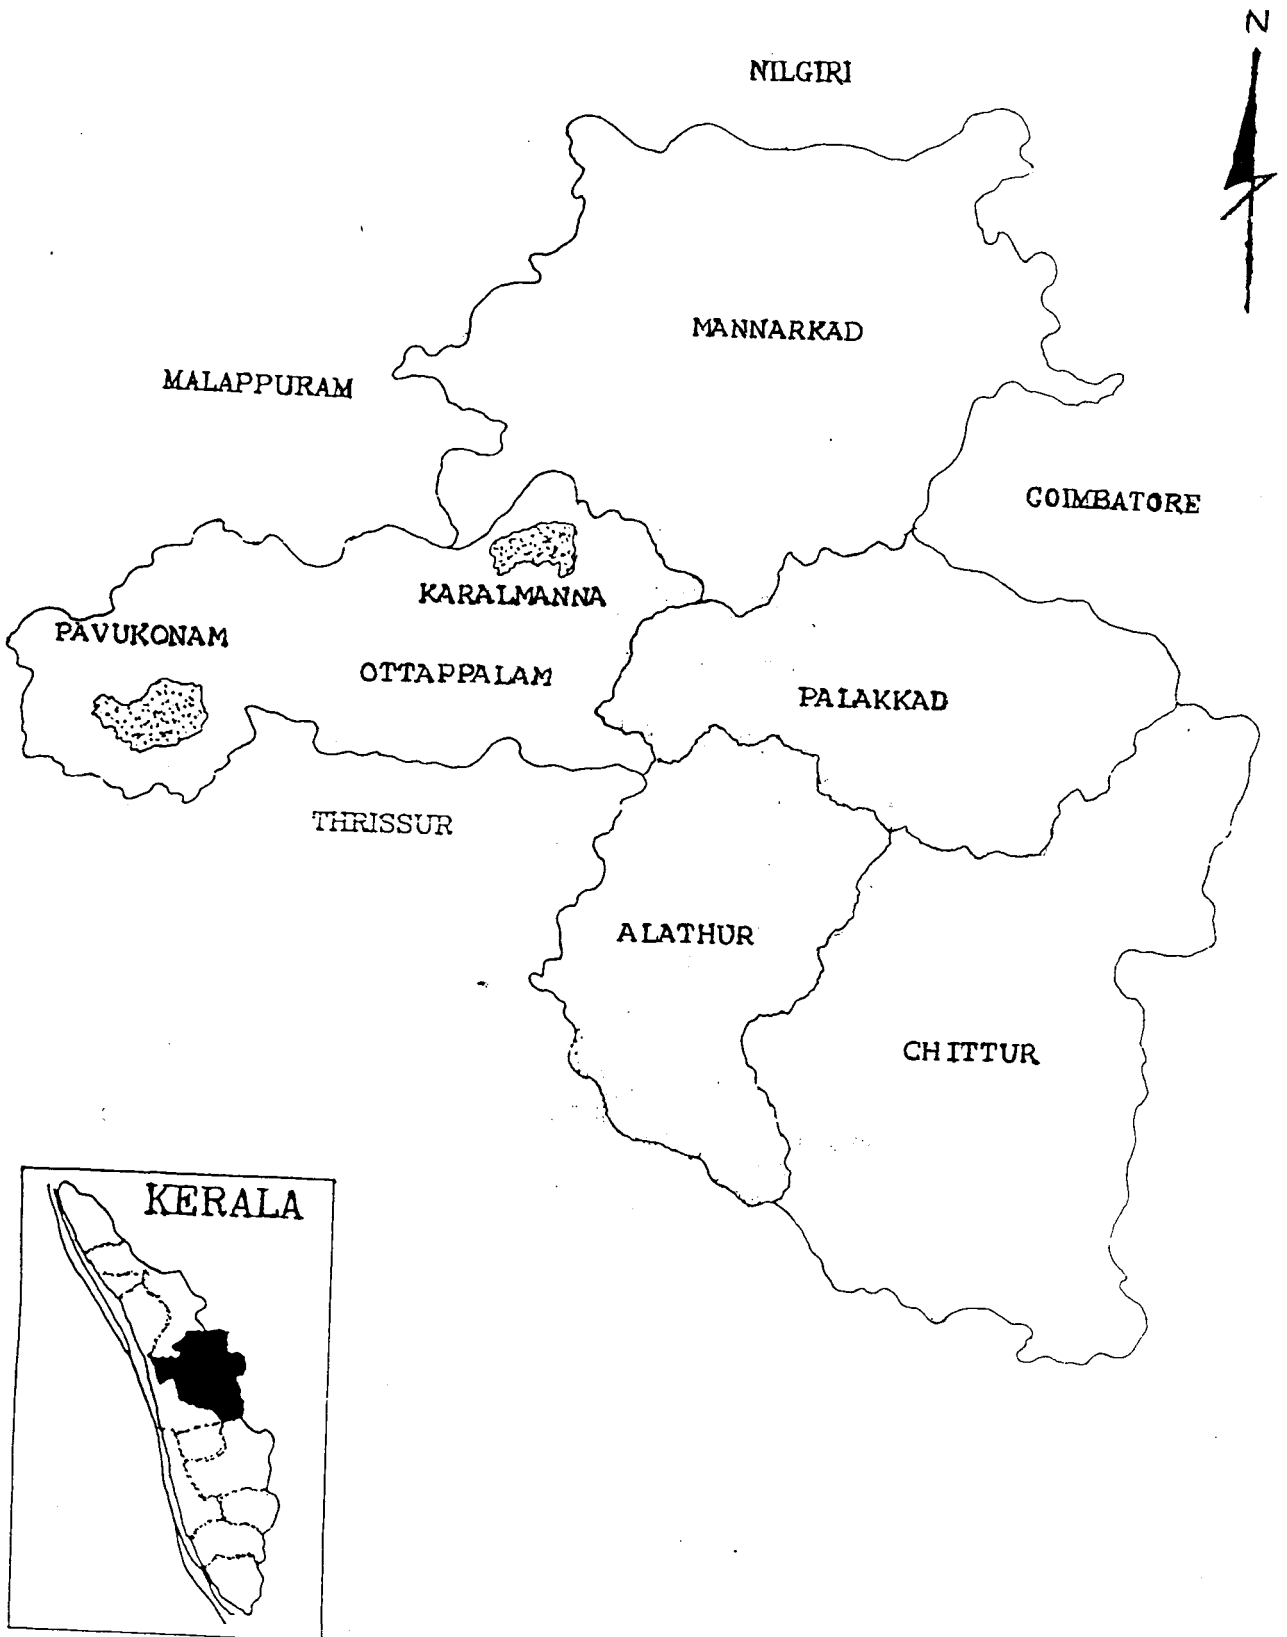 N
NILGIRI
MANNARKAD
MALAPPURAM
COIMBATORE
KARALMANNA
PAVUKONAM
OTTAPPALAM
PALAKKAD
THRISSUR
ALATHUR
CHITTUR
KERALA